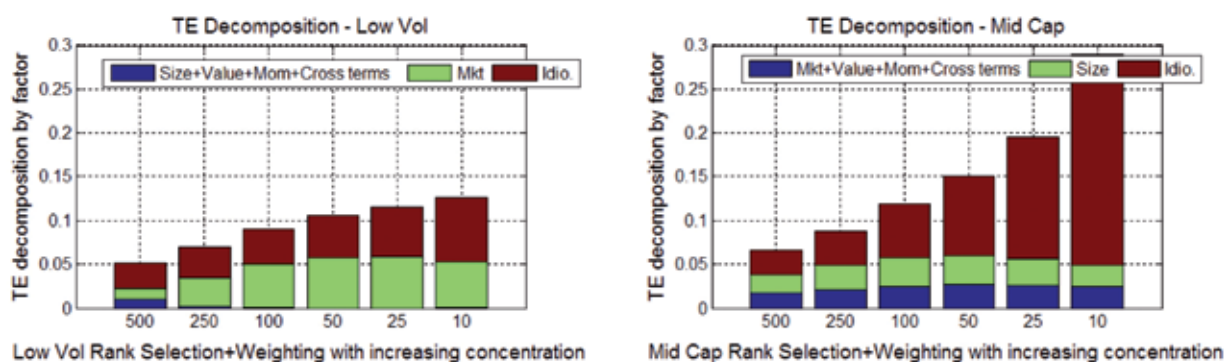 TE Decomposition - Low Vol
TE decomposition by factor
0.3
0.25
0.2
0.15
0.1
0.05
0
Size+Value+Mom+Cross terms Mkt Idio.
500 250 100 50 25 10
Low Vol Rank Selection+Weighting with increasing concentration
TE Decomposition - Mid Cap
TE decomposition by factor
0.3
0.25
0.2
0.15
0.1
0.05
0
Mkt+Value+Mom+Cross terms Size Idio.
500 250 100 50 25 10
Mid Cap Rank Selection+Weighting with increasing concentration